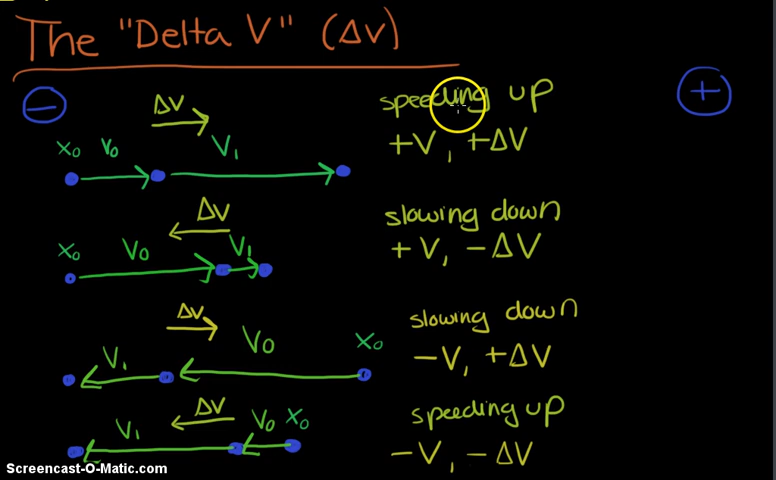 The "Delta V" (ΔV)
−
+
ΔV
speeding up
X₀ V₀ V₁
+V, +ΔV
ΔV
slowing down
X₀ V₀ V₁
+V, −ΔV
ΔV
slowing down
V₁ V₀ X₀
−V, +ΔV
ΔV
speeding up
V₁ V₀ X₀
−V, −ΔV
Screencast-O-Matic.com